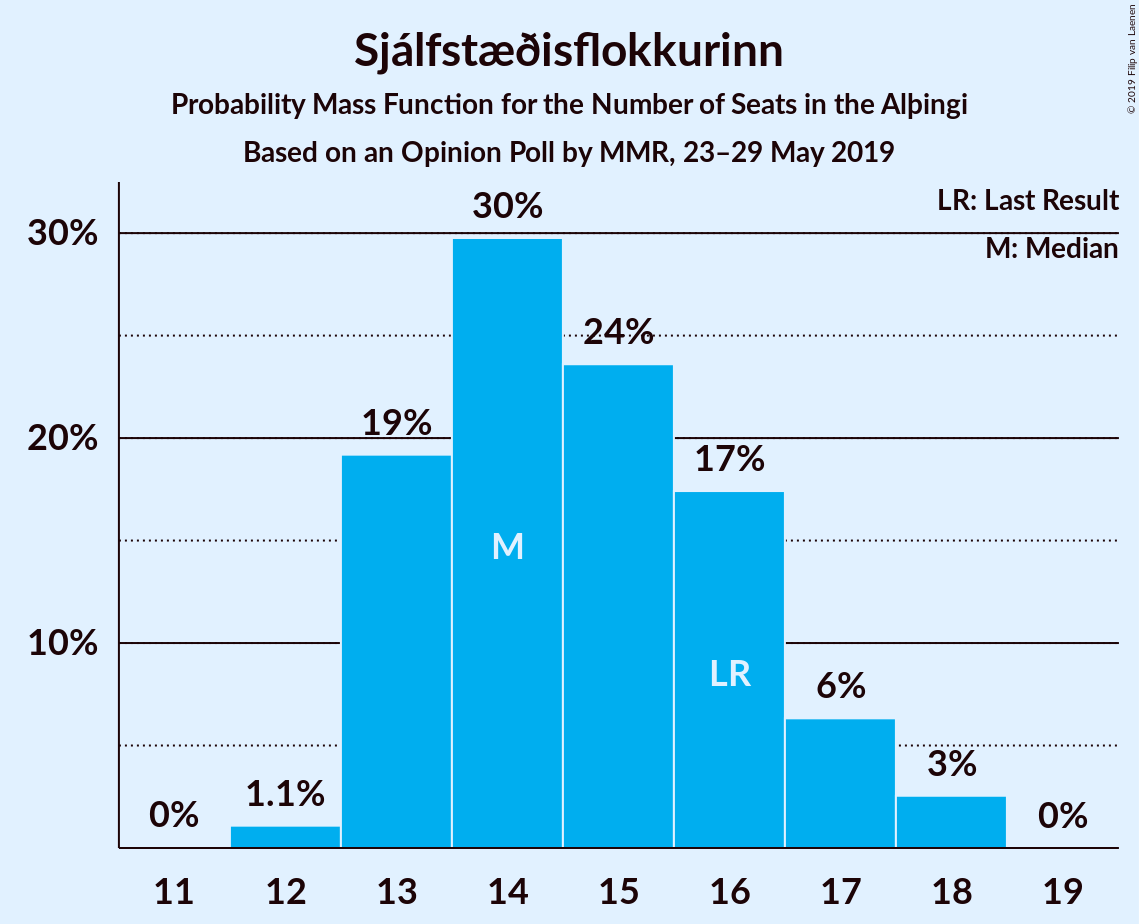 Sjálfstæðisflokkurinn
Probability Mass Function for the Number of Seats in the Alþingi
Based on an Opinion Poll by MMR, 23–29 May 2019
© 2019 Filip van Laenen
LR: Last Result
M: Median
30%
20%
10%
0%
1.1%
19%
30%
24%
17%
6%
3%
0%
M
LR
11 12 13 14 15 16 17 18 19